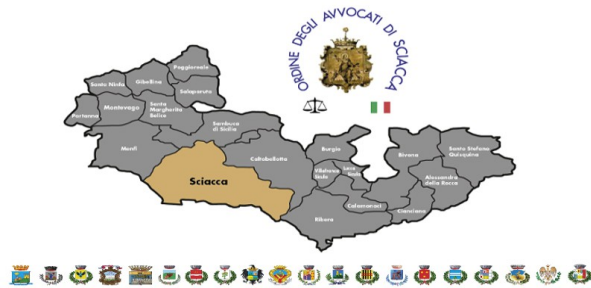 ORDINE DEGLI AVVOCATI DI SCIACCA
Poggioreale
Santa Ninfa
Gibellina
Salaparuta
Partanna
Montevago
Santa
Margherita
Belice
Sambuca
di Sicilia
Menfi
Caltabellotta
Sciacca
Burgio
Villafranca
Sicula
Lucca
Sicula
Bivona
Santo Stefano
Quisquina
Alessandria
della Rocca
Calamonaci
Cianciana
Ribera